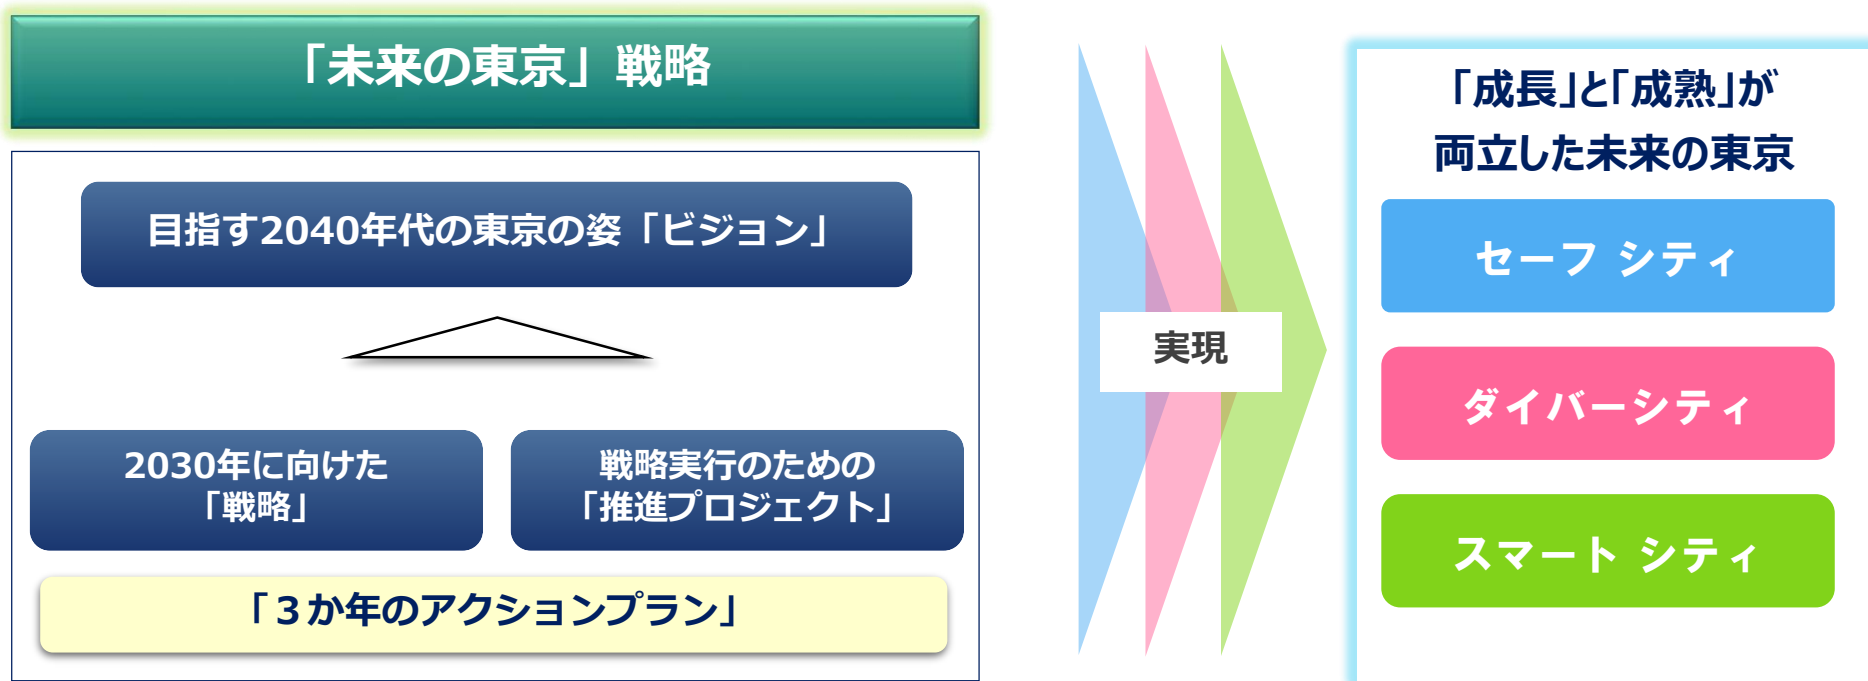 「未来の東京」戦略
目指す2040年代の東京の姿「ビジョン」
2030年に向けた
「戦略」
戦略実行のための
「推進プロジェクト」
「３か年のアクションプラン」
実現
「成長」と「成熟」が
両立した未来の東京
セーフ シティ
ダイバーシティ
スマート シティ